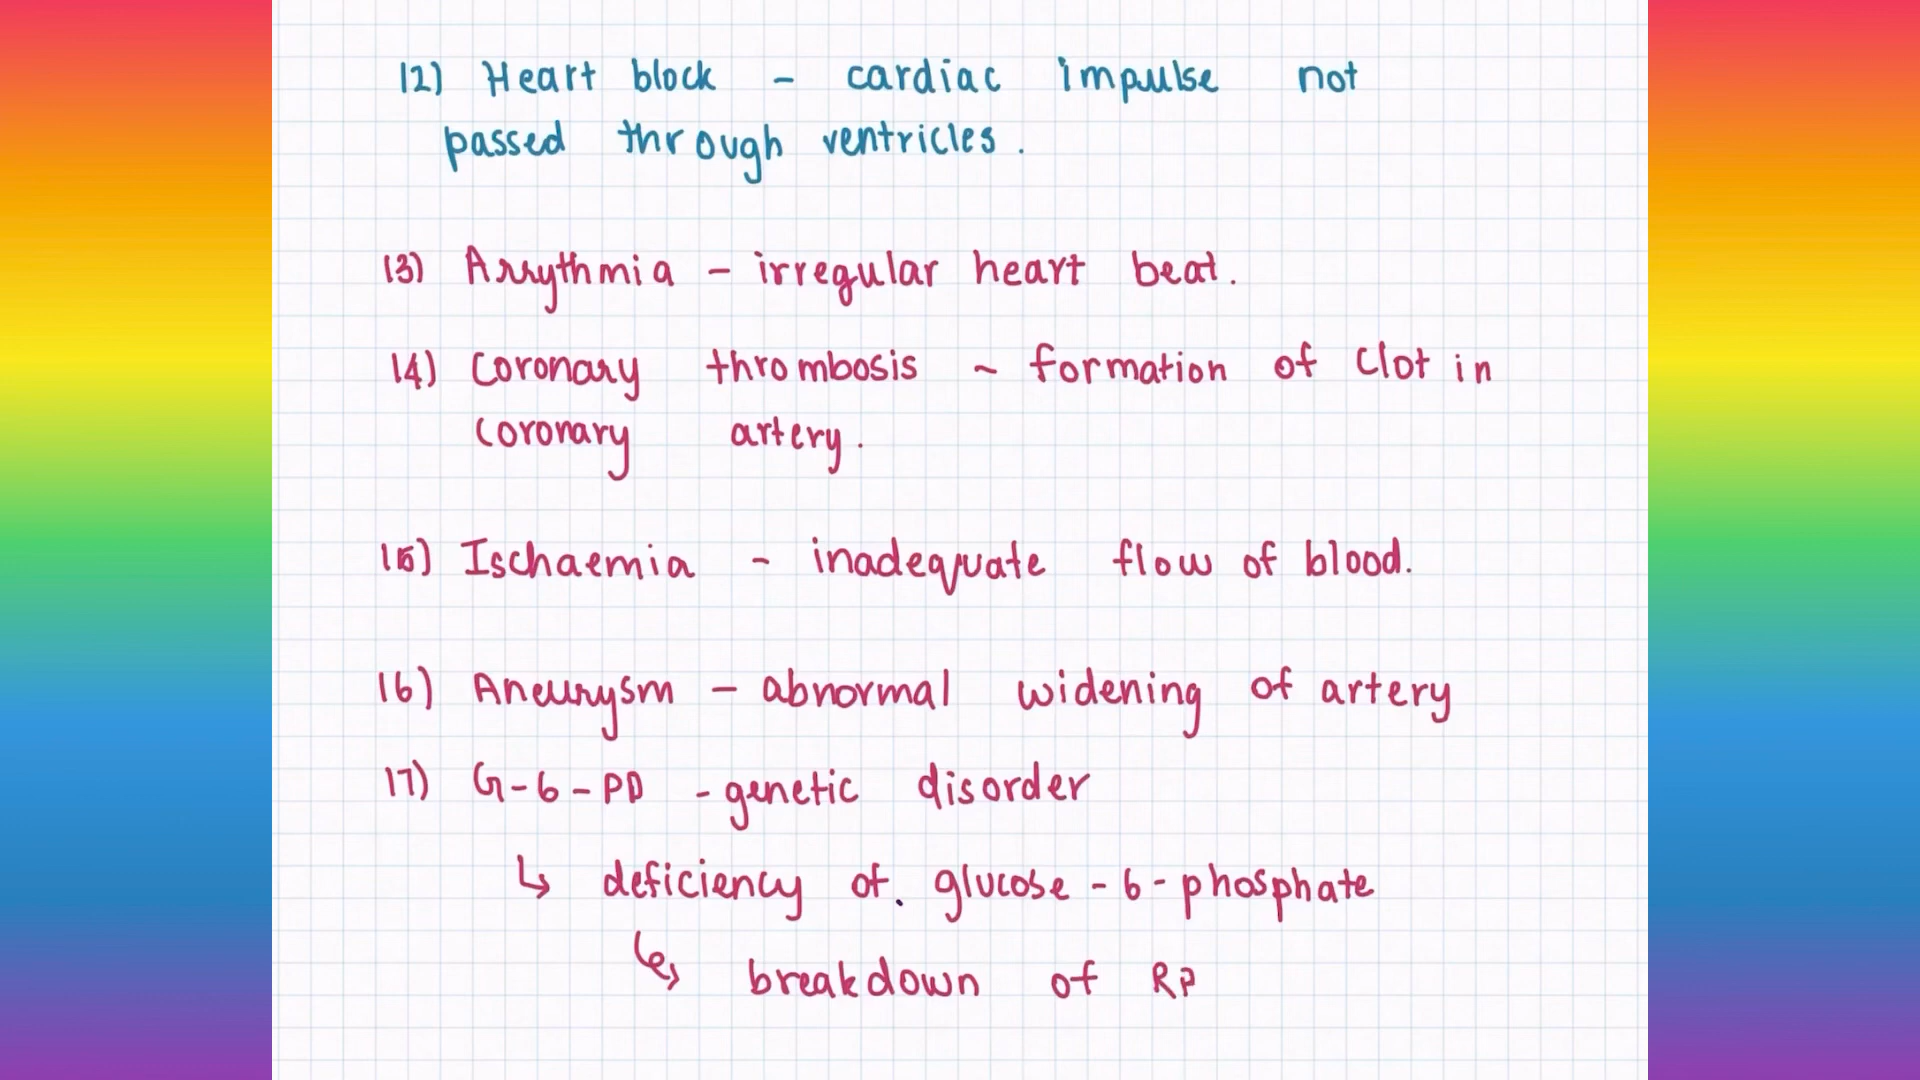 12) Heart block - cardiac impulse not
passed through ventricles.
13) Arrythmia - irregular heart beat.
14) Coronary thrombosis ~ formation of Clot in
coronary artery.
15) Ischaemia - inadequate flow of blood.
16) Aneurysm - abnormal widening of artery
17) G-6-PD - genetic disorder
↳ deficiency of. glucose-6-phosphate
↳ breakdown of RP